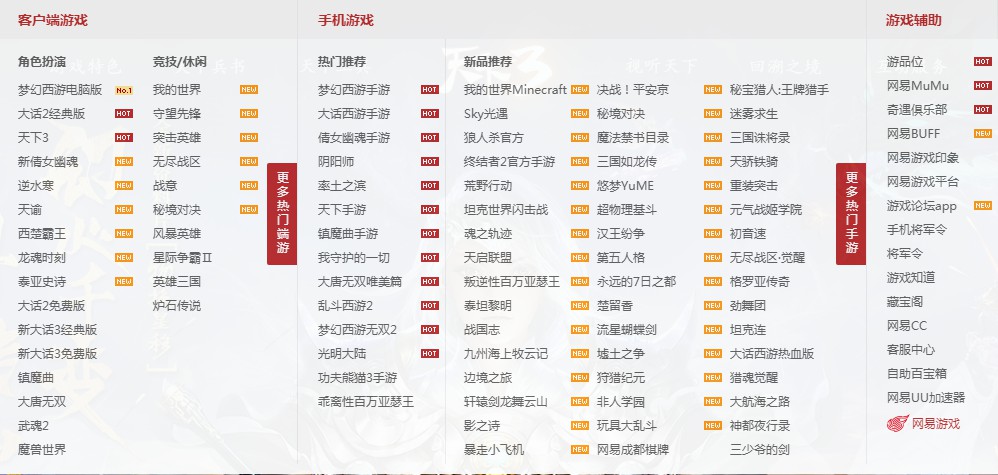 客户端游戏
角色扮演
梦幻西游电脑版 No.1
大话2经典版 HOT
天下3 HOT
新倩女幽魂 NEW
逆水寒 NEW
天谕 NEW
西楚霸王 NEW
龙魂时刻 NEW
泰亚史诗 NEW
大话2免费版
新大话3经典版
新大话3免费版
镇魔曲
大唐无双
武魂2
魔兽世界
竞技/休闲
我的世界 NEW
守望先锋 NEW
突击英雄 NEW
无尽战区 NEW
战意 NEW
秘境对决 NEW
风暴英雄
星际争霸Ⅱ
英雄三国
炉石传说
更多热门端游
手机游戏
热门推荐
梦幻西游手游 HOT
大话西游手游 HOT
倩女幽魂手游 HOT
阴阳师 HOT
率土之滨 HOT
天下手游 HOT
镇魔曲手游 HOT
我守护的一切 HOT
大唐无双唯美篇 HOT
乱斗西游2 HOT
梦幻西游无双2 HOT
光明大陆 HOT
功夫熊猫3手游
乖离性百万亚瑟王
新品推荐
我的世界Minecraft NEW
Sky光遇 NEW
狼人杀官方 NEW
终结者2官方手游 NEW
荒野行动 NEW
坦克世界闪击战 NEW
魂之轨迹 NEW
天启联盟 NEW
叛逆性百万亚瑟王 NEW
泰坦黎明 NEW
战国志 NEW
九州海上牧云记 NEW
边境之旅 NEW
轩辕剑龙舞云山 NEW
影之诗 NEW
暴走小飞机 NEW
决战！平安京 NEW
秘境对决 NEW
魔法禁书目录 NEW
三国如龙传 NEW
悠梦YuME NEW
超物理基斗 NEW
汉王纷争 NEW
第五人格 NEW
永远的7日之都 NEW
楚留香 NEW
流星蝴蝶剑 NEW
墟土之争 NEW
狩猎纪元 NEW
非人学园 NEW
玩具大乱斗 NEW
网易成都棋牌 NEW
秘宝猎人:王牌猎手
迷雾求生
三国诛将录
天骄铁骑
重装突击
元气战姬学院
初音速
无尽战区·觉醒
格罗亚传奇
劲舞团
坦克连
大话西游热血版
猎魂觉醒
大航海之路
神都夜行录
三少爷的剑
更多热门手游
游戏辅助
游品位 HOT
网易MuMu HOT
奇遇俱乐部 HOT
网易BUFF NEW
网易游戏印象
网易游戏平台
游戏论坛app NEW
手机将军令
将军令
游戏知道
藏宝阁
网易CC
客服中心
自助百宝箱
网易UU加速器
网易游戏